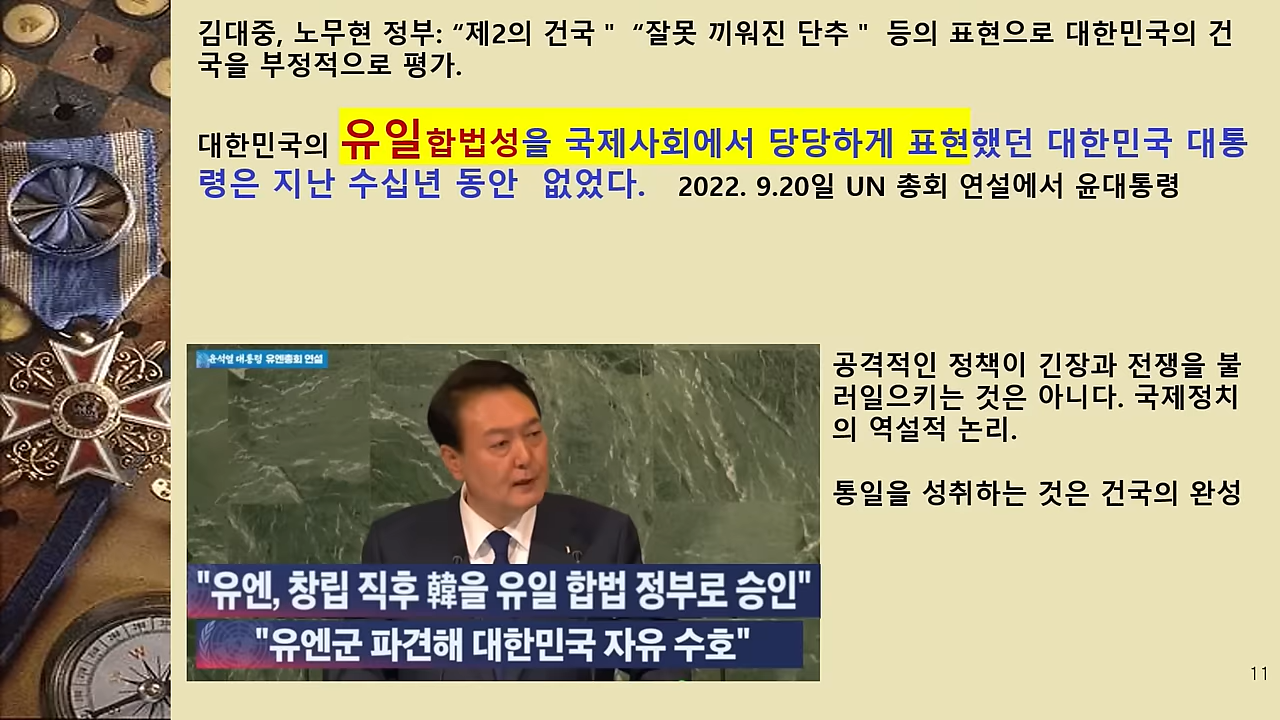 김대중, 노무현 정부: “제2의 건국 " “잘못 끼워진 단추 " 등의 표현으로 대한민국의 건
국을 부정적으로 평가.
대한민국의 유일합법성을 국제사회에서 당당하게 표현했던 대한민국 대통
령은 지난 수십년 동안 없었다. 2022. 9.20일 UN 총회 연설에서 윤대통령
윤석열 대통령 유엔총회 연설
"유엔, 창립 직후 韓을 유일 합법 정부로 승인"
"유엔군 파견해 대한민국 자유 수호"
공격적인 정책이 긴장과 전쟁을 불
러일으키는 것은 아니다. 국제정치
의 역설적 논리.
통일을 성취하는 것은 건국의 완성
11